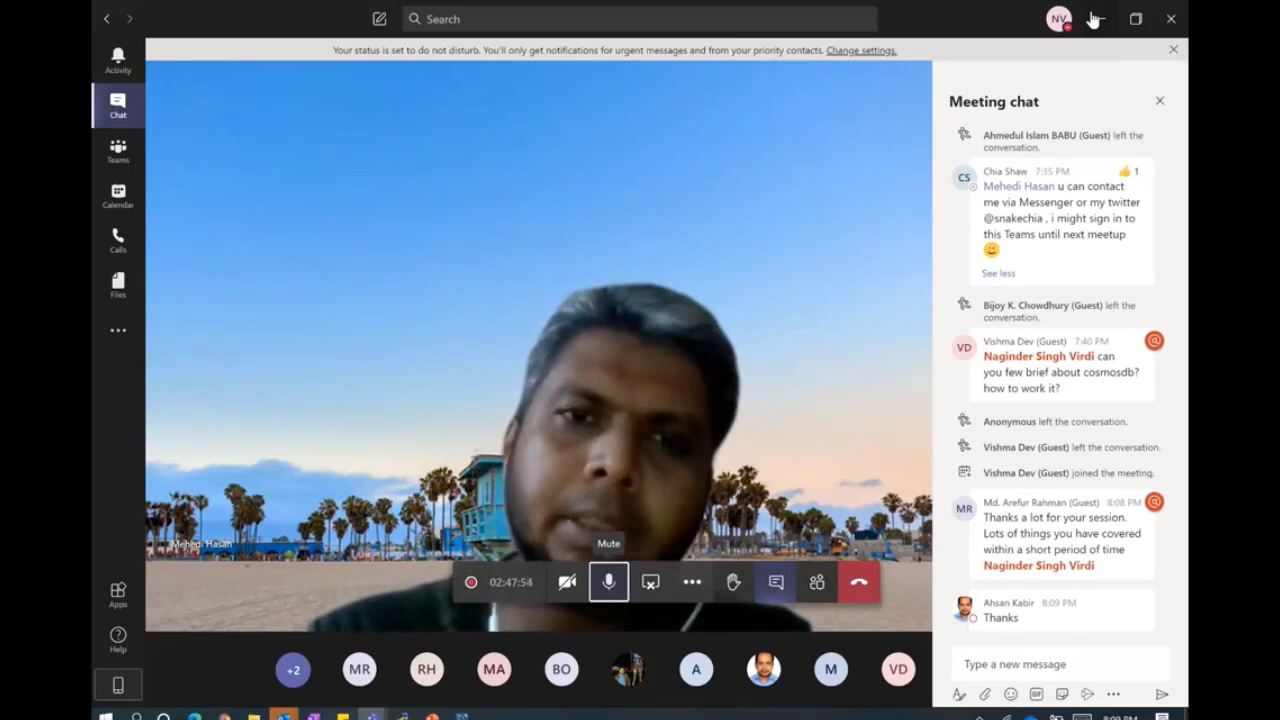 Search
NV
Your status is set to do not disturb. You'll only get notifications for urgent messages and from your priority contacts. Change settings.
Activity
Chat
Teams
Calendar
Calls
Files
Apps
Help
Mehedi Hasan
Mute
02:47:54
+2
MR
RH
MA
BO
A
M
VD
Meeting chat
Ahmedul Islam BABU (Guest) left the
conversation.
CS
Chia Shaw 7:35 PM
1
Mehedi Hasan u can contact
me via Messenger or my twitter
@snakechia , i might sign in to
this Teams until next meetup
See less
Bijoy K. Chowdhury (Guest) left the
conversation.
VD
Vishma Dev (Guest) 7:40 PM
Naginder Singh Virdi can
you few brief about cosmosdb?
how to work it?
Anonymous left the conversation.
Vishma Dev (Guest) left the conversation.
Vishma Dev (Guest) joined the meeting.
MR
Md. Arefur Rahman (Guest) 8:08 PM
Thanks a lot for your session.
Lots of things you have covered
within a short period of time
Naginder Singh Virdi
Ahsan Kabir 8:09 PM
Thanks
Type a new message
GIF
8:09 PM